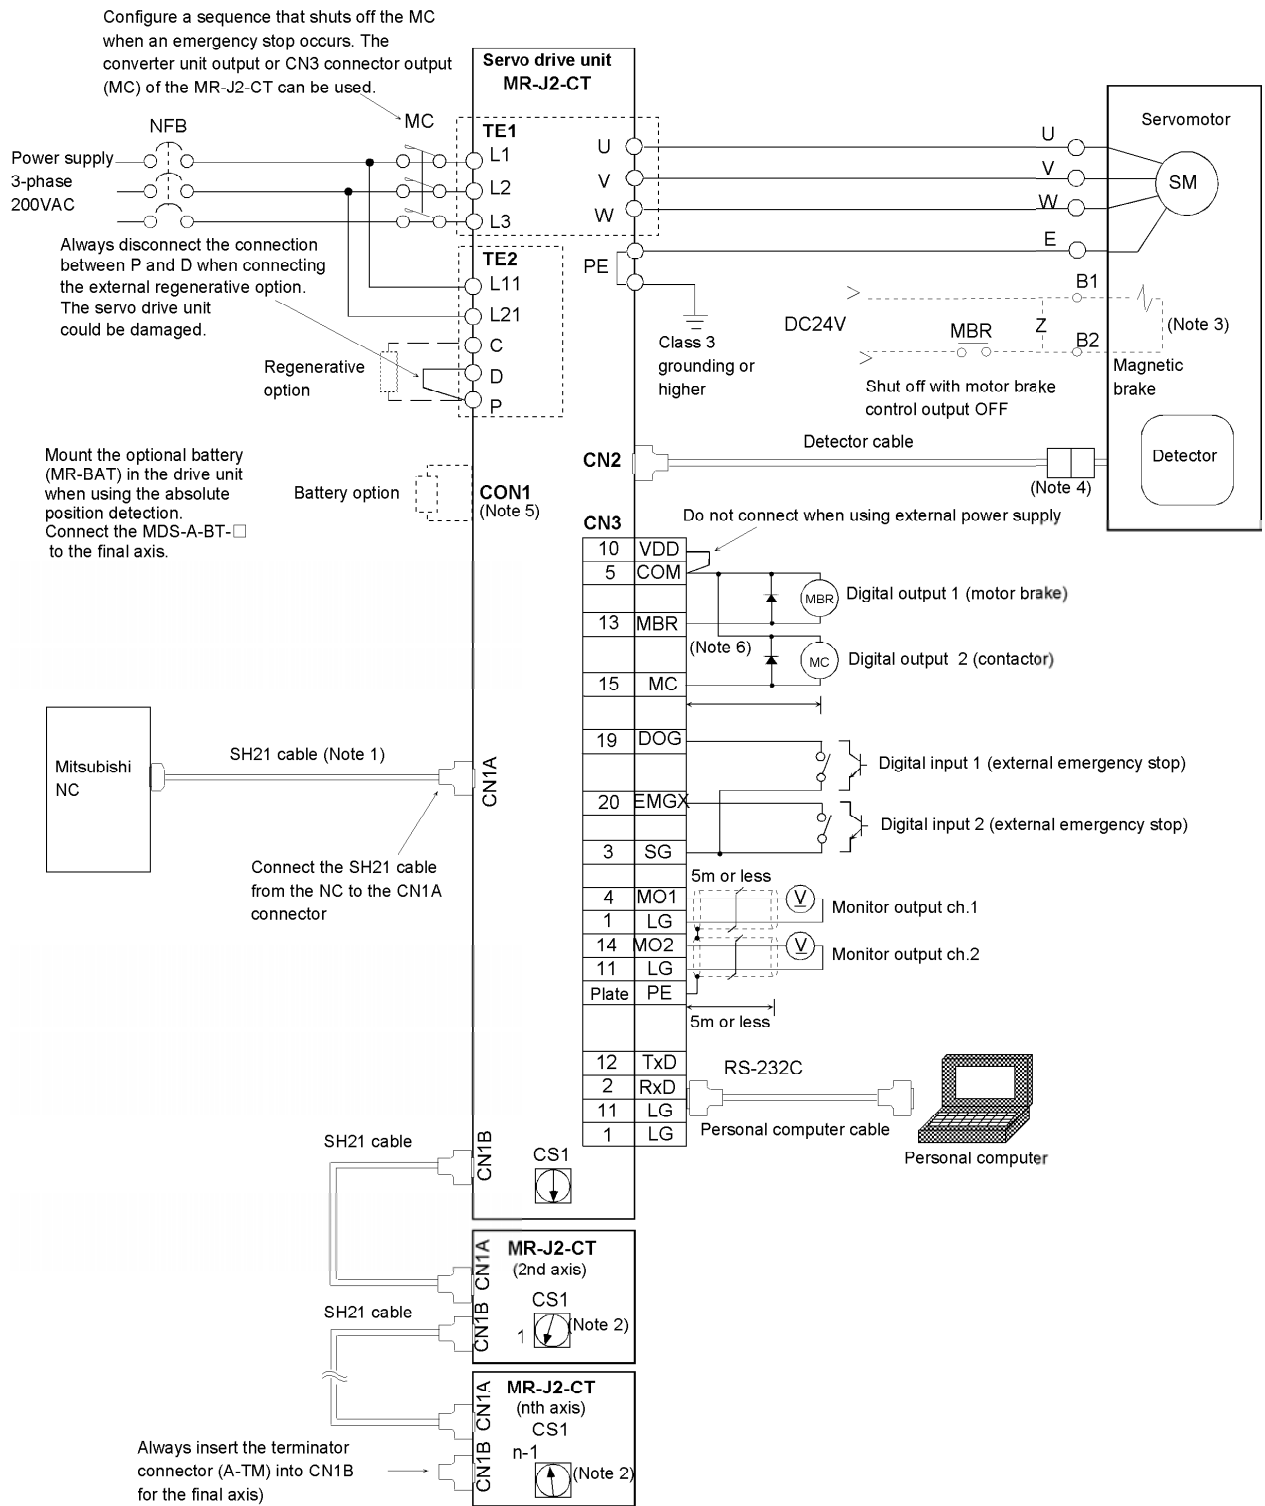 Configure a sequence that shuts off the MC
when an emergency stop occurs. The
converter unit output or CN3 connector output
(MC) of the MR-J2-CT can be used.
Servo drive unit
MR-J2-CT
NFB
MC
TE1
Power supply
3-phase
200VAC
L1
L2
L3
U
V
W
U
V
W
E
Servomotor
SM
Always disconnect the connection
between P and D when connecting
the external regenerative option.
The servo drive unit
could be damaged.
TE2
L11
L21
C
D
P
PE
Regenerative
option
Class 3
grounding or
higher
DC24V
MBR
Z
B1
B2
(Note 3)
Magnetic
brake
Shut off with motor brake
control output OFF
Detector cable
CN2
(Note 4)
Detector
Mount the optional battery
(MR-BAT) in the drive unit
when using the absolute
position detection.
Connect the MDS-A-BT-□
to the final axis.
Battery option
CON1
(Note 5)
CN3
Do not connect when using external power supply
10 VDD
5 COM
13 MBR
15 MC
19 DOG
20 EMGX
3 SG
4 MO1
1 LG
14 MO2
11 LG
Plate PE
12 TxD
2 RxD
11 LG
1 LG
MBR
Digital output 1 (motor brake)
(Note 6)
MC
Digital output 2 (contactor)
Digital input 1 (external emergency stop)
Digital input 2 (external emergency stop)
5m or less
V
Monitor output ch.1
V
Monitor output ch.2
5m or less
RS-232C
Personal computer cable
Personal computer
Mitsubishi
NC
SH21 cable (Note 1)
CN1A
Connect the SH21 cable
from the NC to the CN1A
connector
SH21 cable
CN1B
CS1
CN1A
MR-J2-CT
(2nd axis)
CS1
1
(Note 2)
SH21 cable
CN1B
CN1A
MR-J2-CT
(nth axis)
CS1
n-1
(Note 2)
CN1B
Always insert the terminator
connector (A-TM) into CN1B
for the final axis)